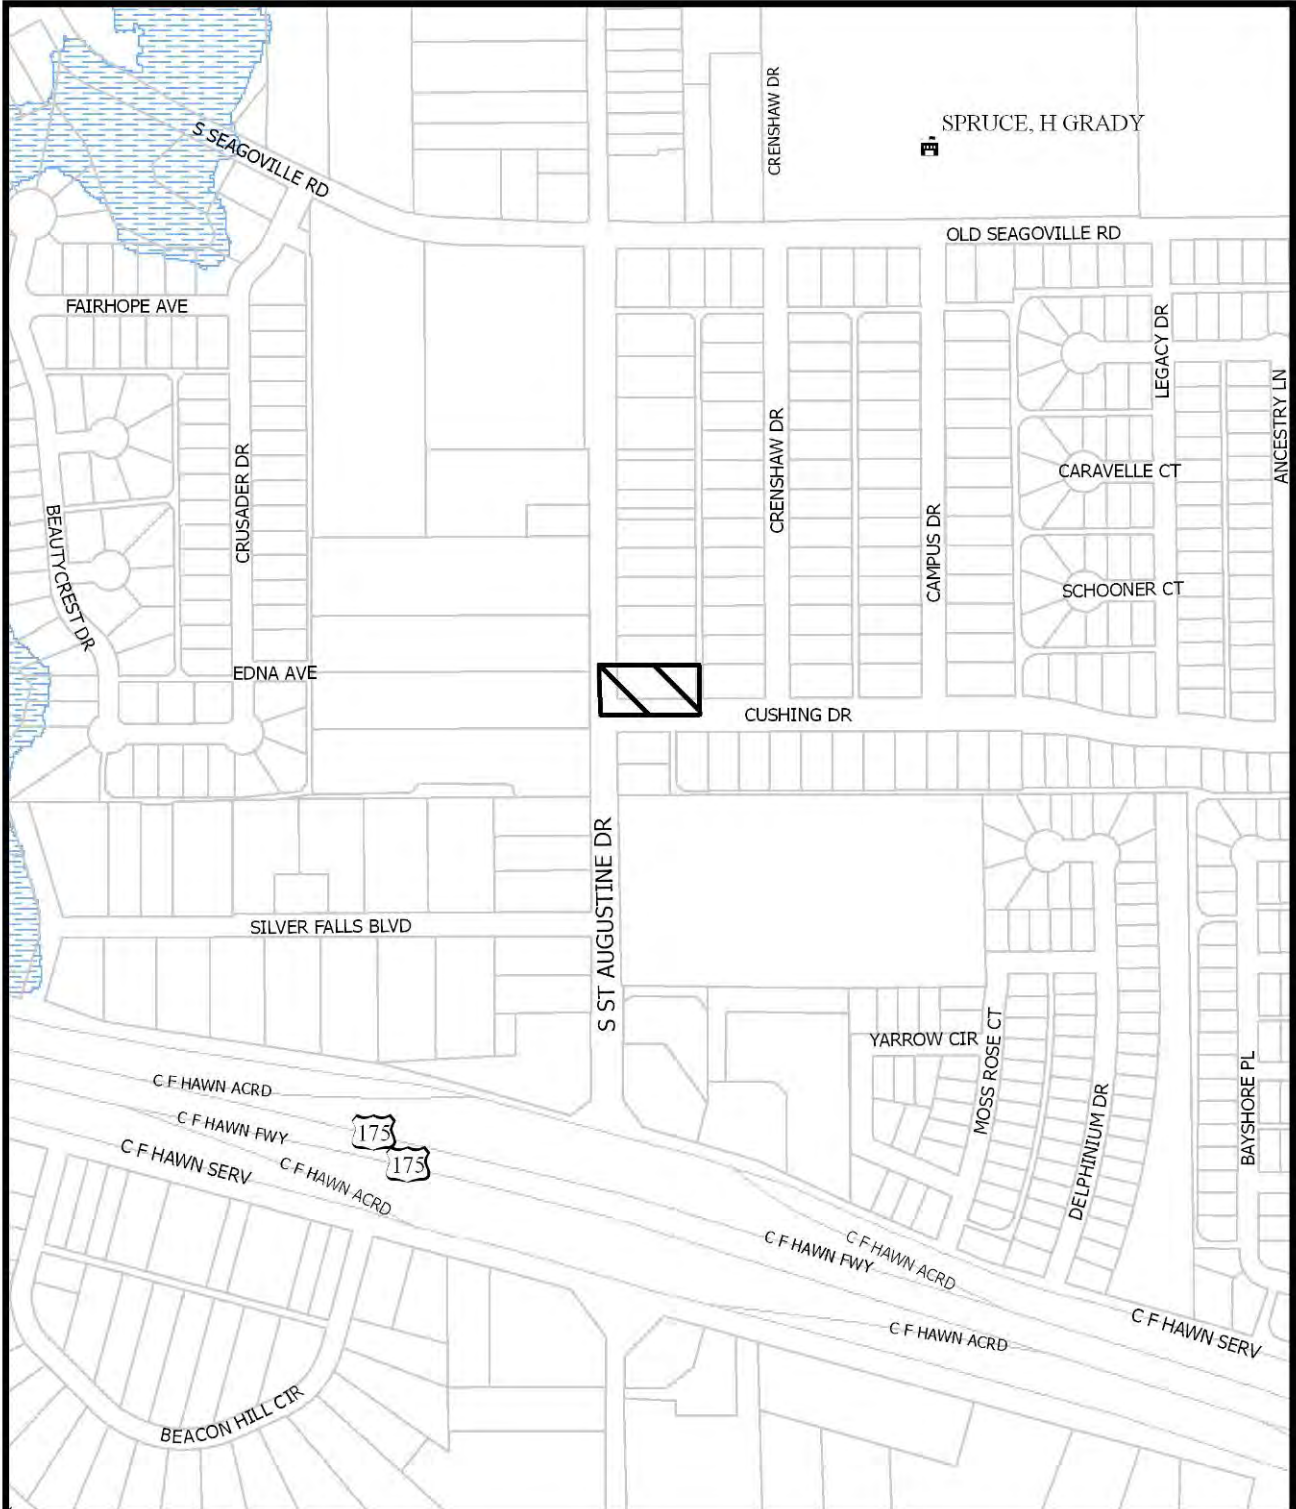 CRENSHAW DR
SPRUCE, H GRADY
S SEAGOVILLE RD
OLD SEAGOVILLE RD
FAIRHOPE AVE
LEGACY DR
ANCESTRY LN
CRUSADER DR
CRENSHAW DR
CARAVELLE CT
BEAUTYCREST DR
CAMPUS DR
SCHOONER CT
EDNA AVE
CUSHING DR
S ST AUGUSTINE DR
SILVER FALLS BLVD
YARROW CIR
MOSS ROSE CT
C F HAWN ACRD
C F HAWN FWY
175
C F HAWN SERV
C F HAWN ACRD
175
DELPHINIUM DR
BAYSHORE PL
C F HAWN FWY
C F HAWN ACRD
C F HAWN ACRD
C F HAWN SERV
BEACON HILL CIR